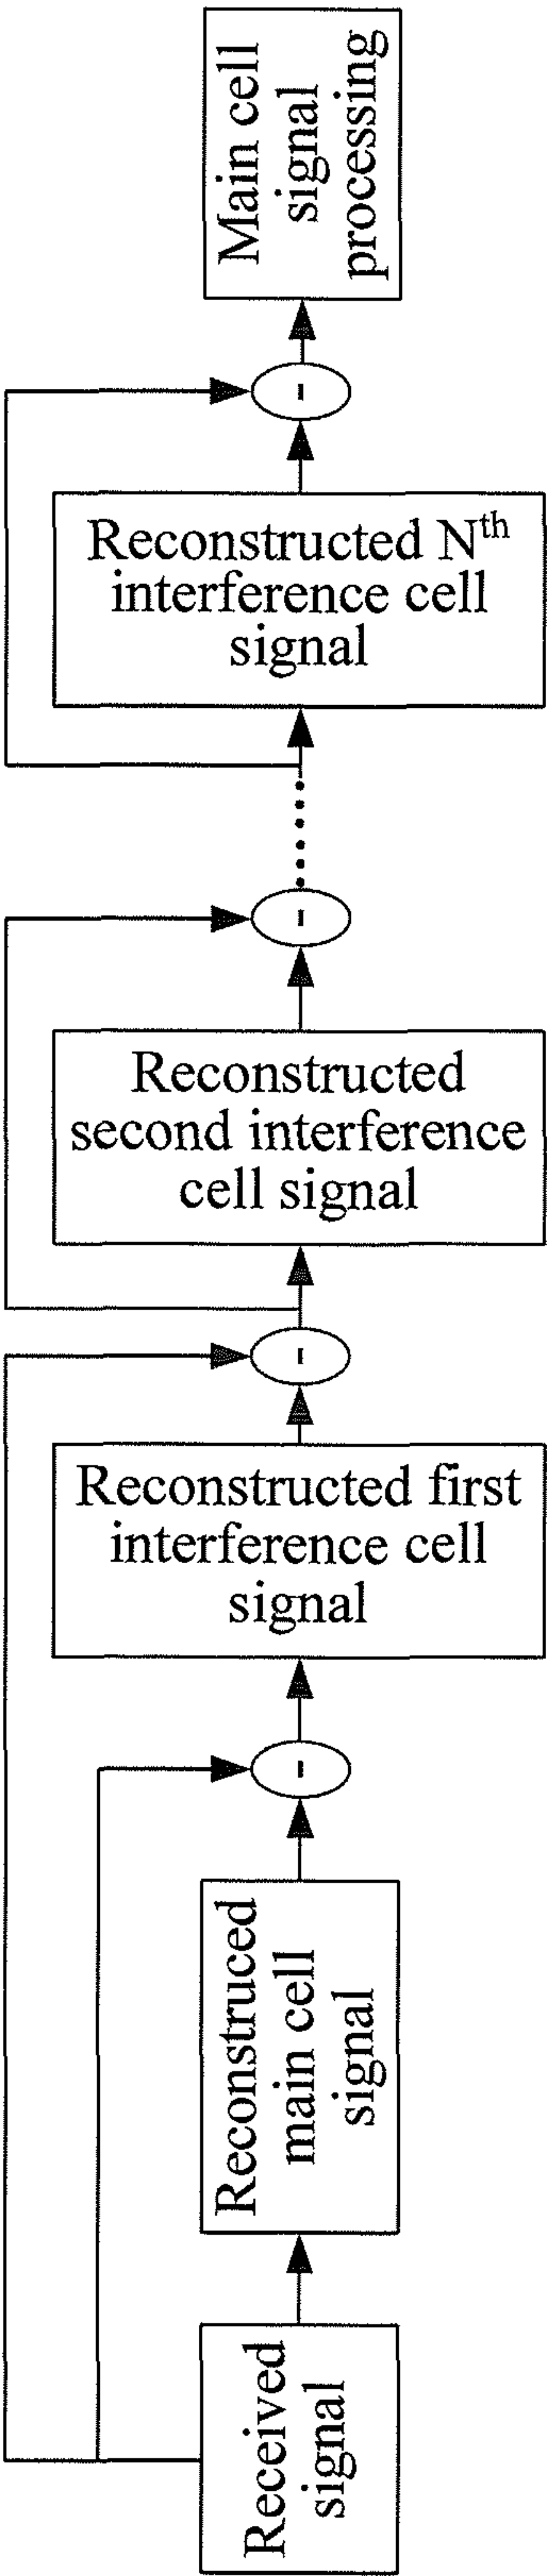 Main cell
signal
processing
-
Reconstructed Nth
interference cell
signal
......
-
Reconstructed
second interference
cell signal
-
Reconstructed first
interference cell
signal
-
Reconstruced
main cell
signal
Received
signal